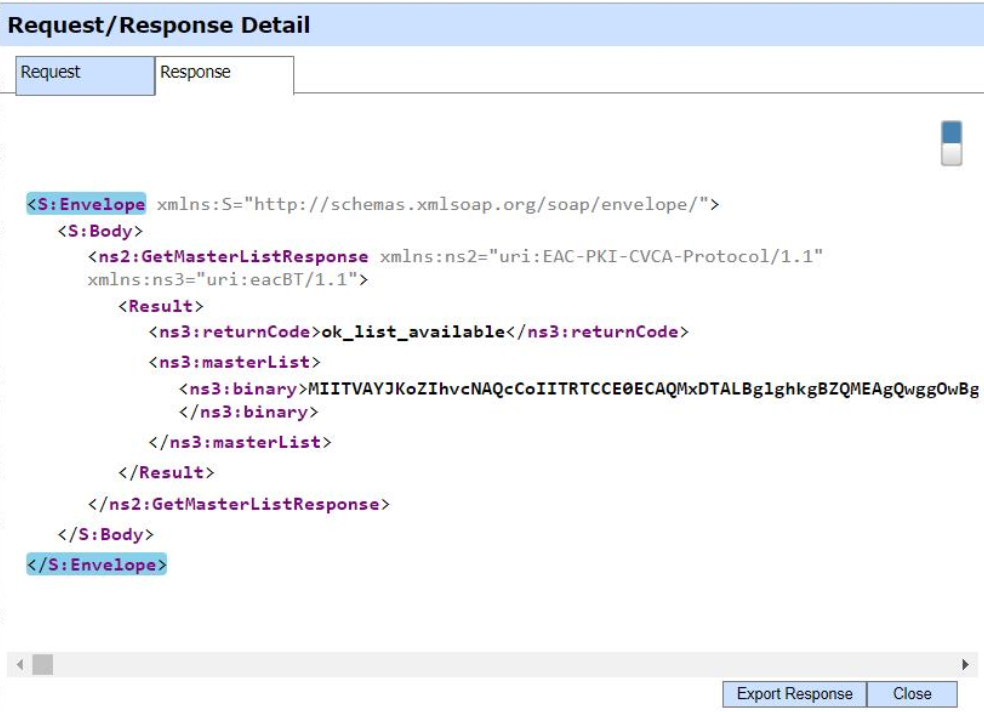 Request/Response Detail
Request
Response
<S:Envelope xmlns:S="http://schemas.xmlsoap.org/soap/envelope/">
<S:Body>
<ns2:GetMasterListResponse xmlns:ns2="uri:EAC-PKI-CVCA-Protocol/1.1"
xmlns:ns3="uri:eacBT/1.1">
<Result>
<ns3:returnCode>ok_list_available</ns3:returnCode>
<ns3:masterList>
<ns3:binary>MIITVAYJKoZIhvcNAQcCoIITRTCCE0ECAQMxDTALBglghkgBZQMEAgQwggOwBg
</ns3:binary>
</ns3:masterList>
</Result>
</ns2:GetMasterListResponse>
</S:Body>
</S:Envelope>
Export Response
Close